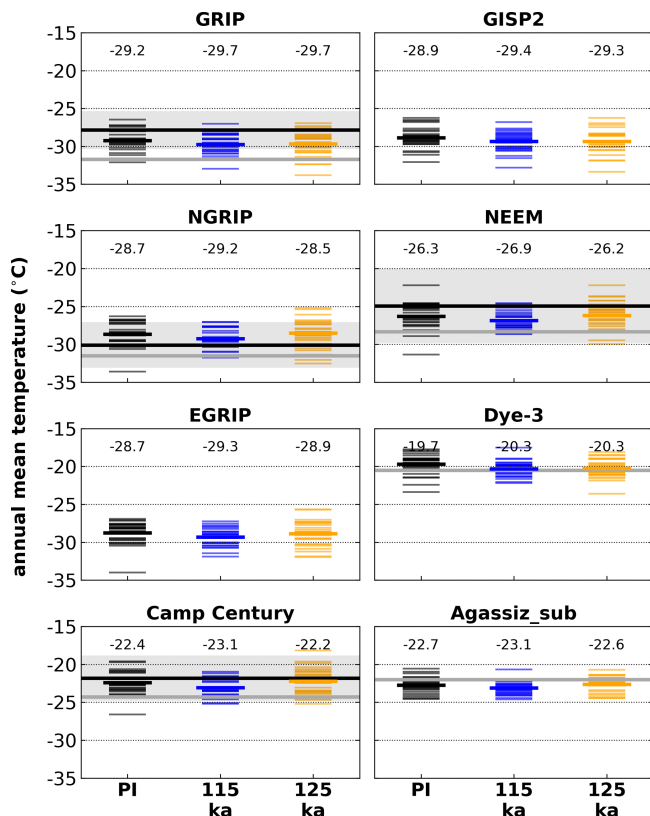 GRIP
GISP2
-15
-20
-25
-30
-35
-29.2 -29.7 -29.7
-28.9 -29.4 -29.3
NGRIP
NEEM
-15
-20
-25
-30
-35
-28.7 -29.2 -28.5
-26.3 -26.9 -26.2
annual mean temperature (°C)
EGRIP
Dye-3
-15
-20
-25
-30
-35
-28.7 -29.3 -28.9
-19.7 -20.3 -20.3
Camp Century
Agassiz_sub
-15
-20
-25
-30
-35
-22.4 -23.1 -22.2
-22.7 -23.1 -22.6
PI 115 ka 125 ka
PI 115 ka 125 ka